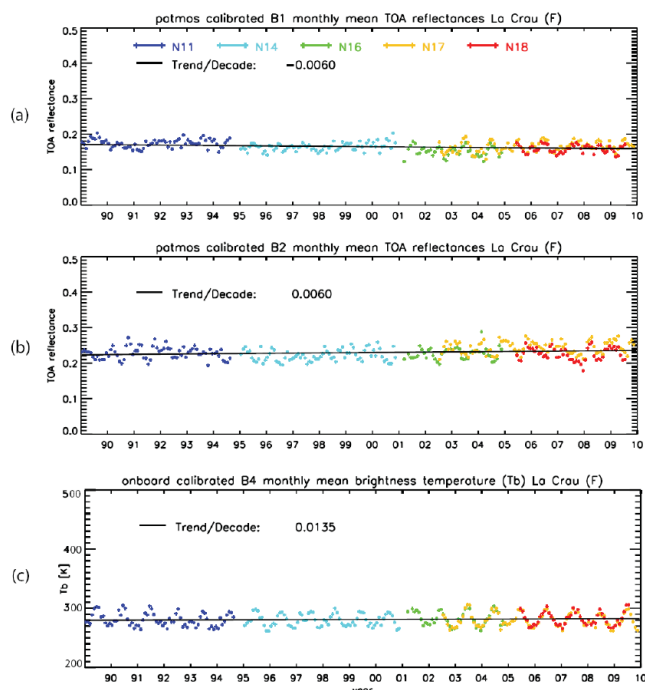 patmos calibrated B1 monthly mean TOA reflectances La Crau (F)
0.5
0.4
0.3
0.2
0.1
0.0
TOA reflectance
N11 N14 N16 N17 N18
Trend/Decade: -0.0060
(a)
90 91 92 93 94 95 96 97 98 99 00 01 02 03 04 05 06 07 08 09 10
patmos calibrated B2 monthly mean TOA reflectances La Crau (F)
0.5
0.4
0.3
0.2
0.1
0.0
TOA reflectance
Trend/Decade: 0.0060
(b)
90 91 92 93 94 95 96 97 98 99 00 01 02 03 04 05 06 07 08 09 10
onboard calibrated B4 monthly mean brightness temperature (Tb) La Crau (F)
500
400
300
200
Tb [K]
Trend/Decade: 0.0135
(c)
90 91 92 93 94 95 96 97 98 99 00 01 02 03 04 05 06 07 08 09 10